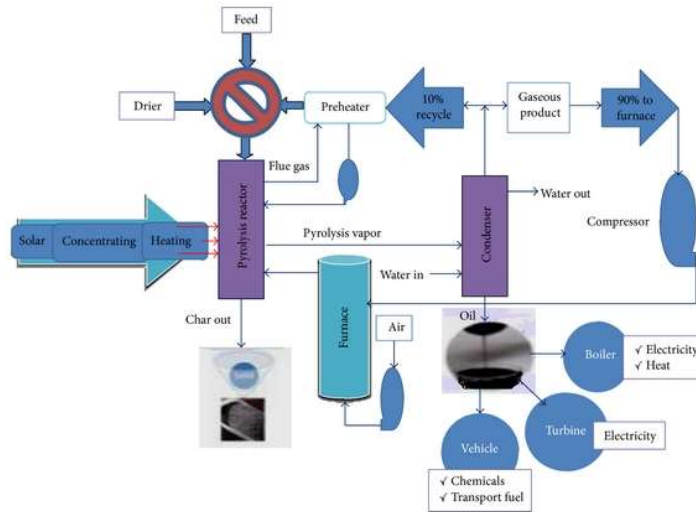 Feed
Drier
Preheater
10%
recycle
Gaseous
product
90% to
furnace
Flue gas
Pyrolysis reactor
Solar
Concentrating
Heating
Pyrolysis vapor
Water in
Condenser
Water out
Compressor
Char out
Furnace
Air
Oil
Boiler
✓ Electricity
✓ Heat
Turbine
Electricity
Vehicle
✓ Chemicals
✓ Transport fuel